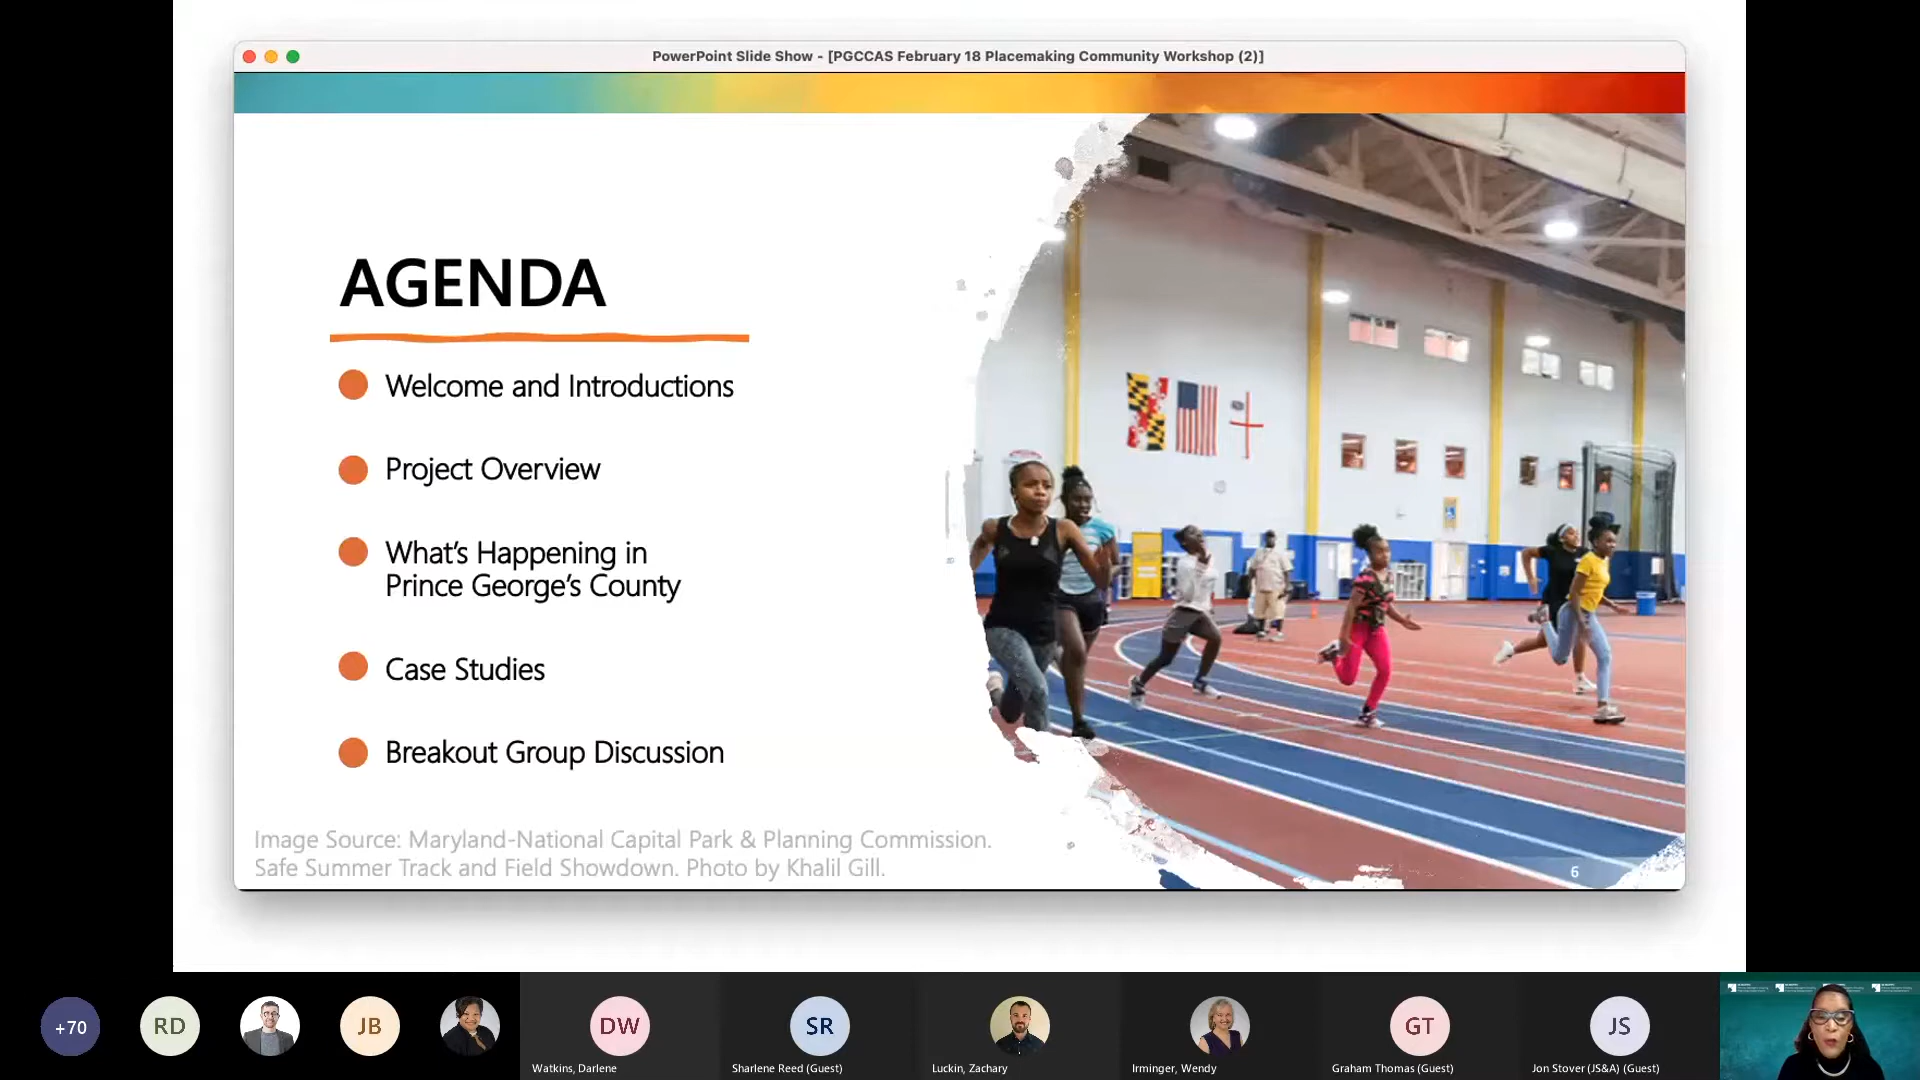 PowerPoint Slide Show - [PGCCAS February 18 Placemaking Community Workshop (2)]
AGENDA
Welcome and Introductions
Project Overview
What's Happening in
Prince George's County
Case Studies
Breakout Group Discussion
Image Source: Maryland-National Capital Park & Planning Commission.
Safe Summer Track and Field Showdown. Photo by Khalil Gill.
6
+70
RD
JB
DW
SR
GT
JS
Watkins, Darlene
Sharlene Reed (Guest)
Luckin, Zachary
Irminger, Wendy
Graham Thomas (Guest)
Jon Stover (JS&A) (Guest)